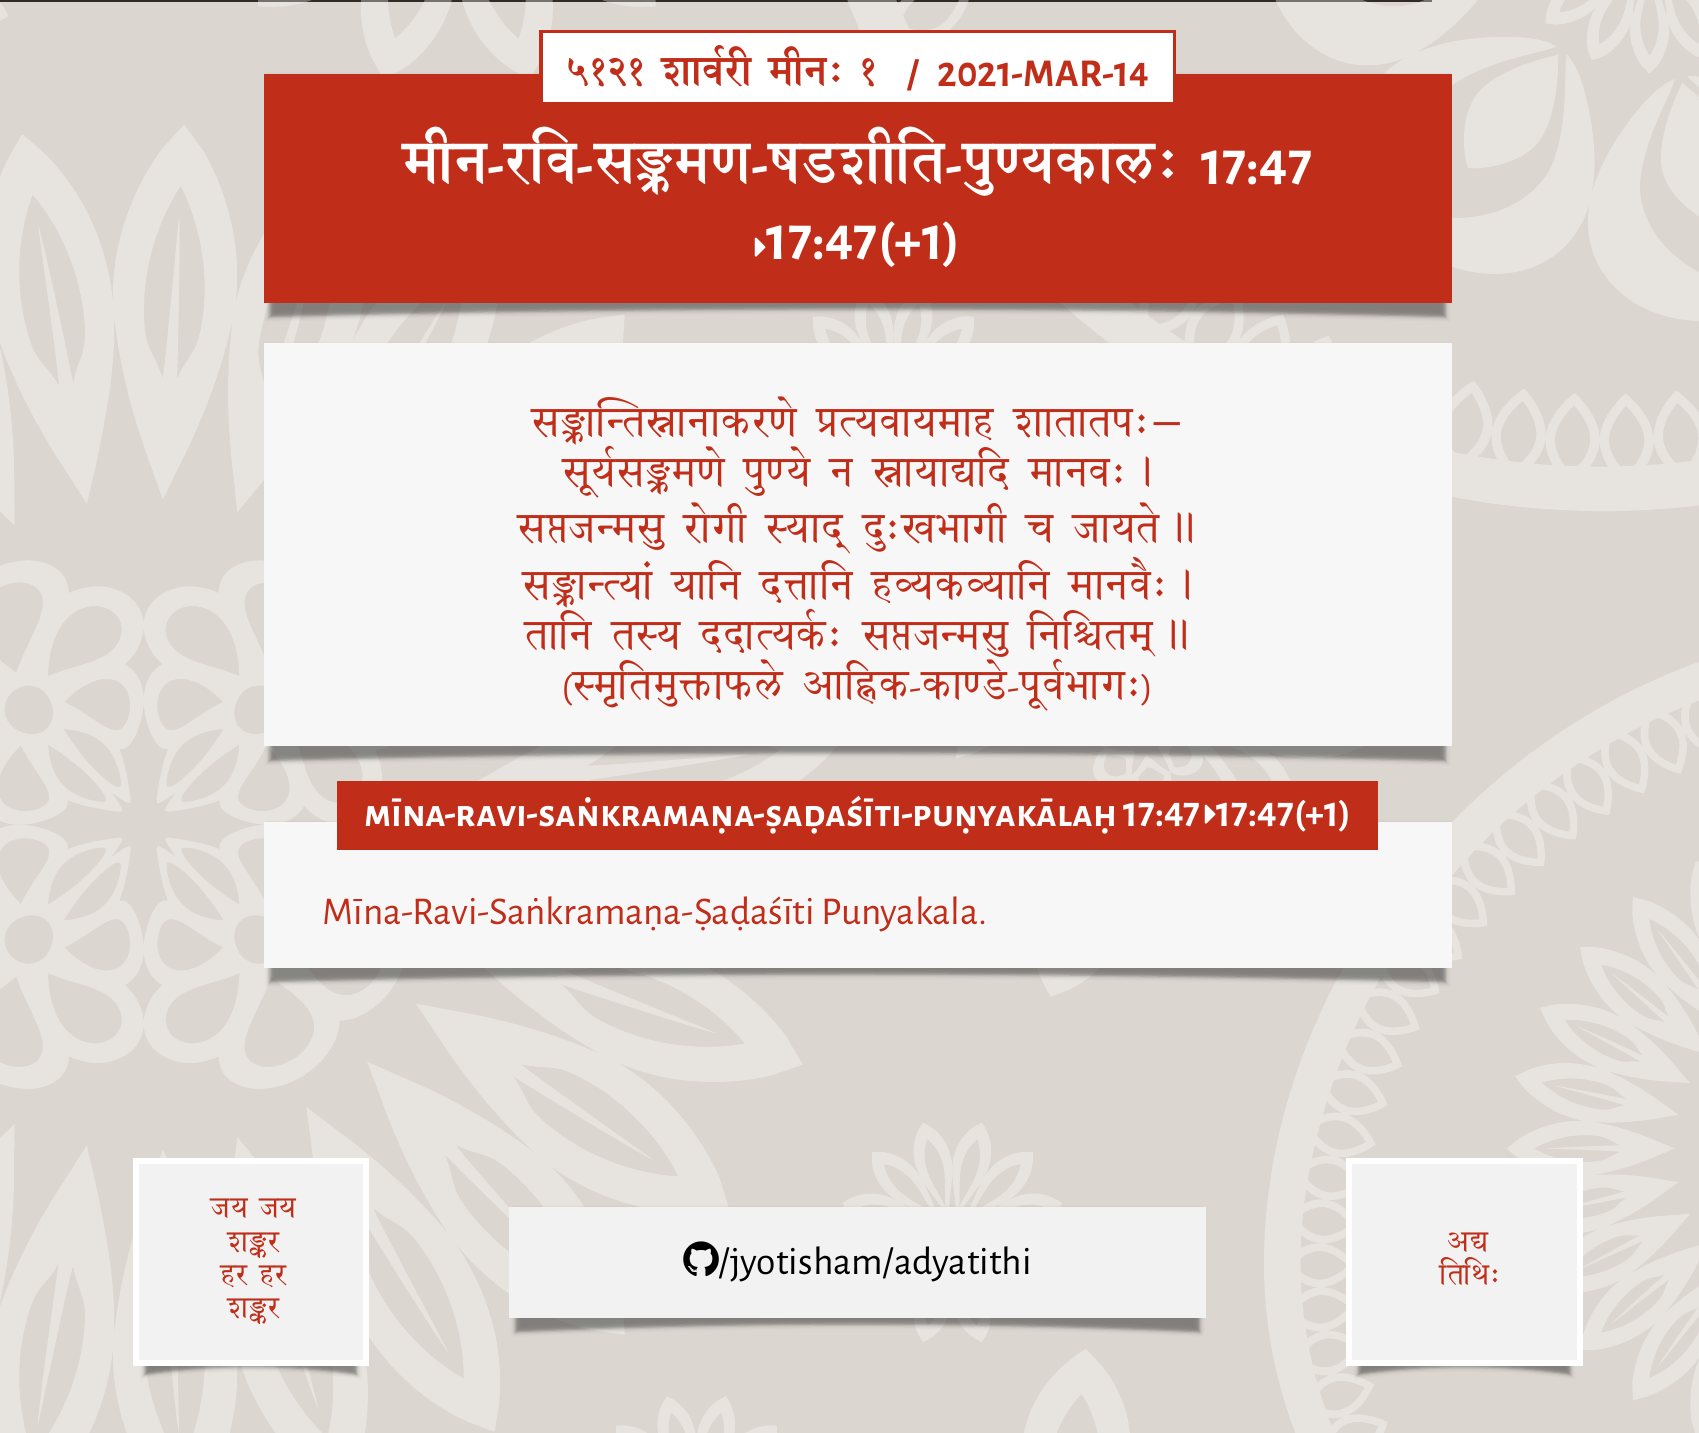 ५१२१ शार्वरी मीनः १ / 2021-MAR-14
मीन-रवि-सङ्क्रमण-षडशीति-पुण्यकालः 17:47
▸17:47(+1)
सङ्क्रान्तिस्नानाकरणे प्रत्यवायमाह शातातपः—
सूर्यसङ्क्रमणे पुण्ये न स्नायाद्यदि मानवः ।
सप्तजन्मसु रोगी स्याद् दुःखभागी च जायते ॥
सङ्क्रान्त्यां यानि दत्तानि हव्यकव्यानि मानवैः ।
तानि तस्य ददात्यर्कः सप्तजन्मसु निश्चितम् ॥
(स्मृतिमुक्ताफले आह्निक-काण्डे-पूर्वभागः)
MĪNA-RAVI-SAṄKRAMAṆA-ṢAḌAŚĪTI-PUṆYAKĀLAḤ 17:47▸17:47(+1)
Mīna-Ravi-Saṅkramaṇa-Ṣaḍaśīti Punyakala.
जय जय
शङ्कर
हर हर
शङ्कर
/jyotisham/adyatithi
अद्य
तिथिः